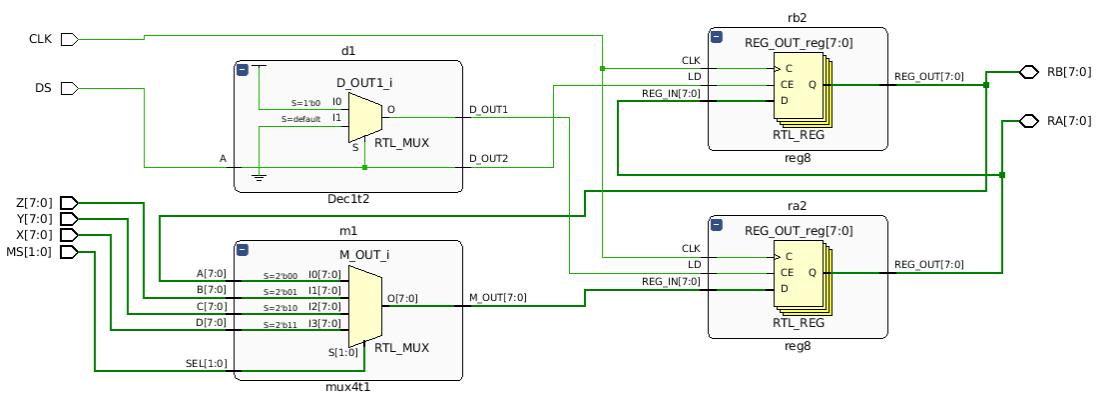 CLK
DS
Z[7:0]
Y[7:0]
X[7:0]
MS[1:0]
d1
D_OUT1_i
S=1'b0 I0
S=default I1
O
S
RTL_MUX
A
D_OUT1
D_OUT2
Dec1t2
m1
M_OUT_i
A[7:0] S=2'b00 I0[7:0]
B[7:0] S=2'b01 I1[7:0]
C[7:0] S=2'b10 I2[7:0]
D[7:0] S=2'b11 I3[7:0]
O[7:0]
M_OUT[7:0]
S[1:0]
RTL_MUX
SEL[1:0]
mux4t1
rb2
REG_OUT_reg[7:0]
CLK
LD
REG_IN[7:0]
C
CE Q
D
REG_OUT[7:0]
RTL_REG
reg8
RB[7:0]
RA[7:0]
ra2
REG_OUT_reg[7:0]
CLK
LD
REG_IN[7:0]
C
CE Q
D
REG_OUT[7:0]
RTL_REG
reg8